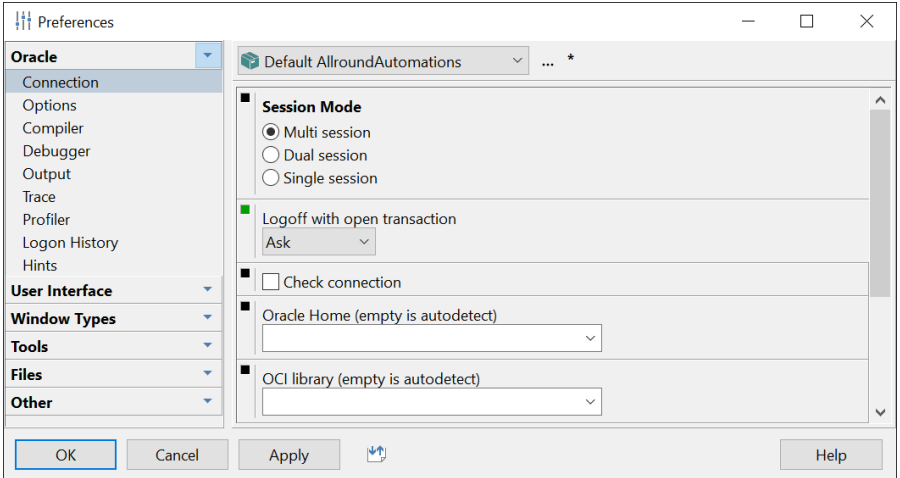 Preferences
Oracle
Connection
Options
Compiler
Debugger
Output
Trace
Profiler
Logon History
Hints
User Interface
Window Types
Tools
Files
Other
Default AllroundAutomations
... *
Session Mode
Multi session
Dual session
Single session
Logoff with open transaction
Ask
Check connection
Oracle Home (empty is autodetect)
OCI library (empty is autodetect)
OK
Cancel
Apply
Help